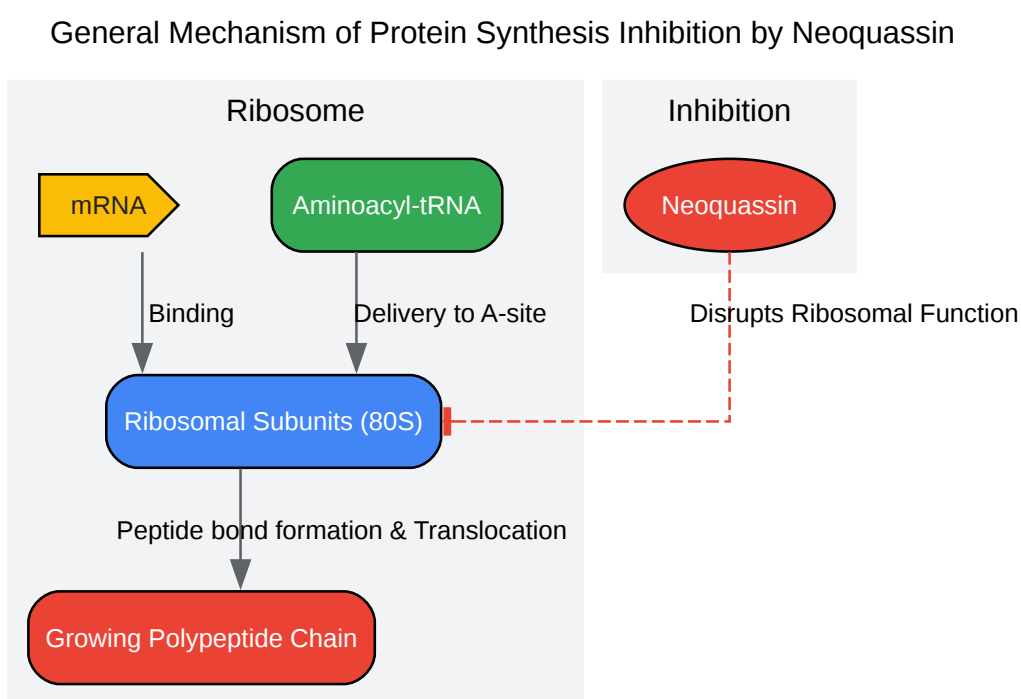 General Mechanism of Protein Synthesis Inhibition by Neoquassin
Ribosome
Inhibition
mRNA
Aminoacyl-tRNA
Neoquassin
Binding
Delivery to A-site
Disrupts Ribosomal Function
Ribosomal Subunits (80S)
Peptide bond formation & Translocation
Growing Polypeptide Chain